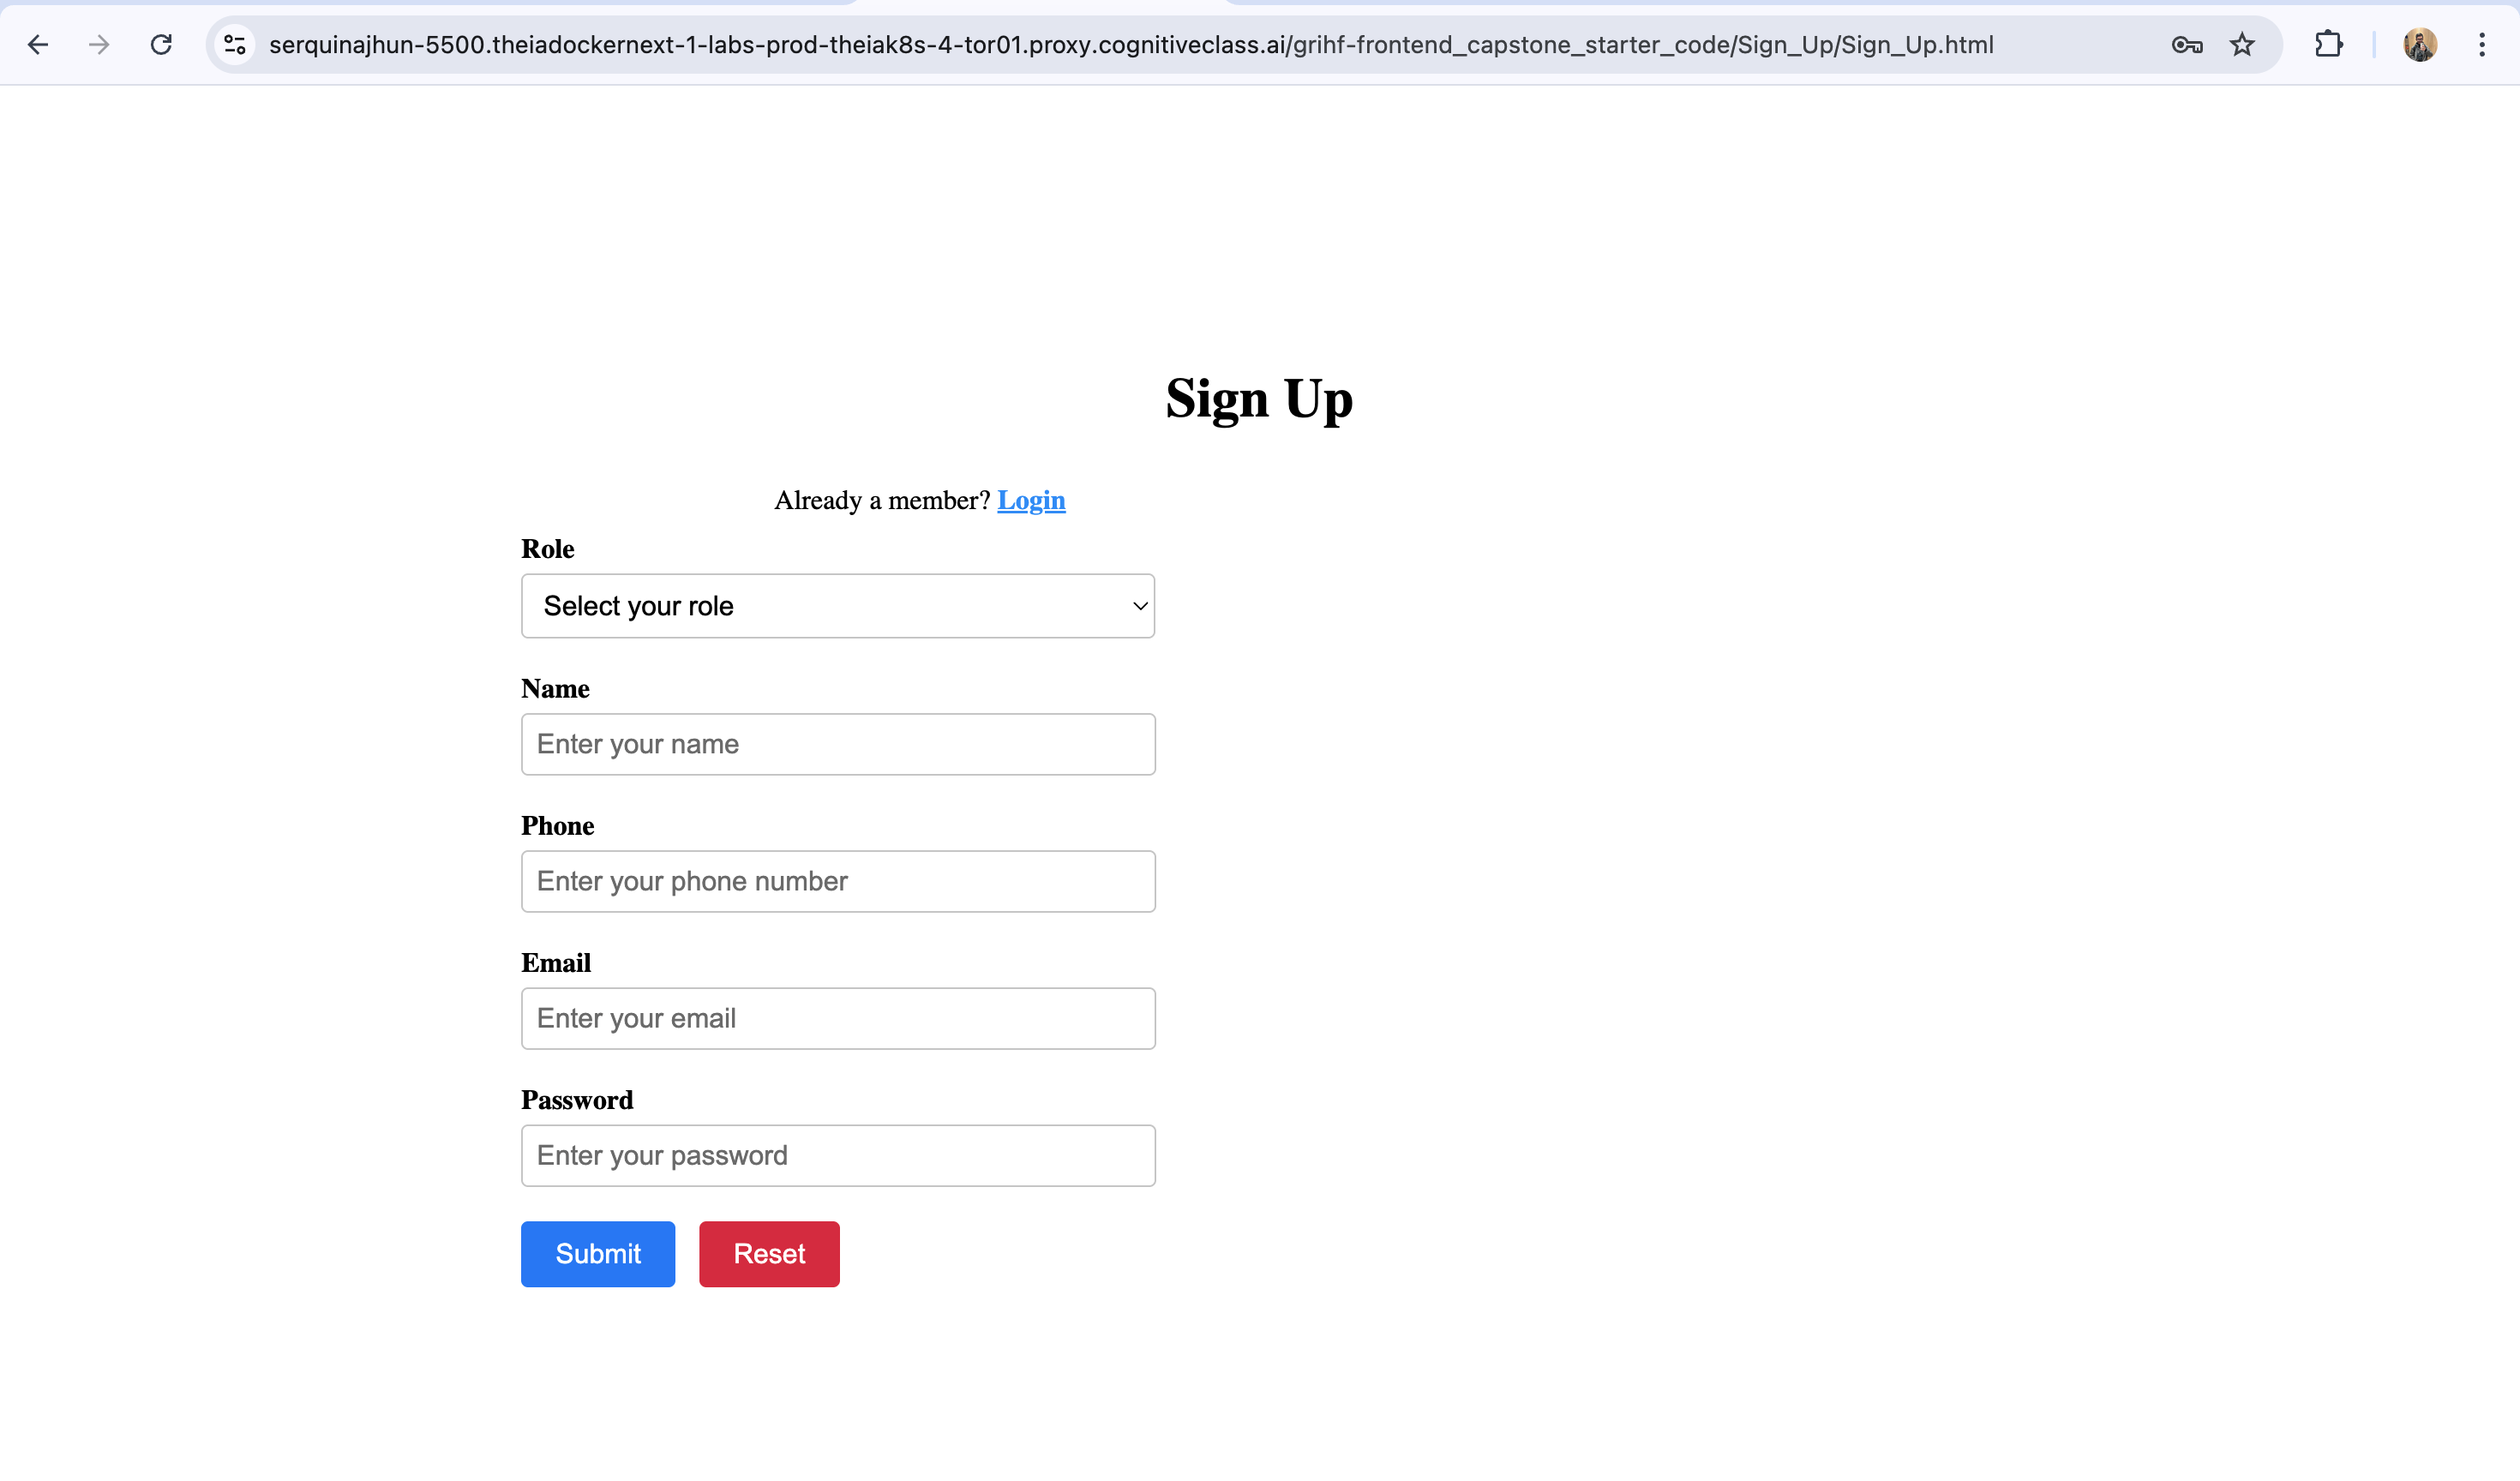 serquinajhun-5500.theiadockernext-1-labs-prod-theiak8s-4-tor01.proxy.cognitiveclass.ai/grihf-frontend_capstone_starter_code/Sign_Up/Sign_Up.html
Sign Up
Already a member? Login
Role
Select your role
Name
Enter your name
Phone
Enter your phone number
Email
Enter your email
Password
Enter your password
Submit Reset